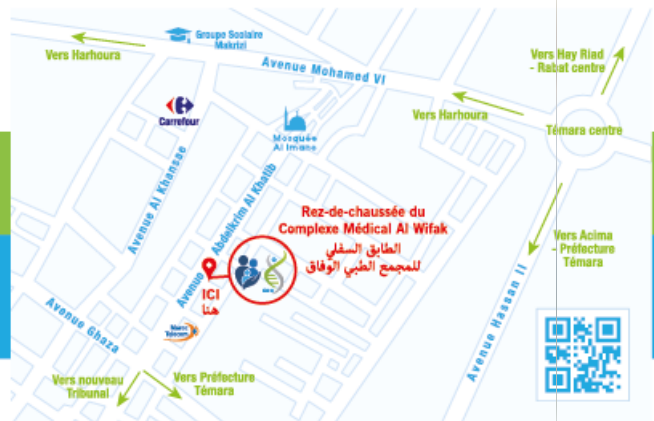 Groupe Scolaire
Makrizi
Vers Harhoura
Avenue Mohamed VI
Vers Hay Riad
- Rabat centre
Carrefour
Vers Harhoura
Témara centre
Mosquée
Al Imane
Avenue Al Khansae
Avenue Abdelkrim Al Khatib
Rez-de-chaussée du
Complexe Médical Al Wifak
الطابق السفلي
للمجمع الطبي الوفاق
Vers Acima
- Préfecture
Témara
ICI
هنا
Avenue Hassan II
Avenue Ghaza
Maroc
Telecom
Vers nouveau
Tribunal
Vers Préfecture
Témara